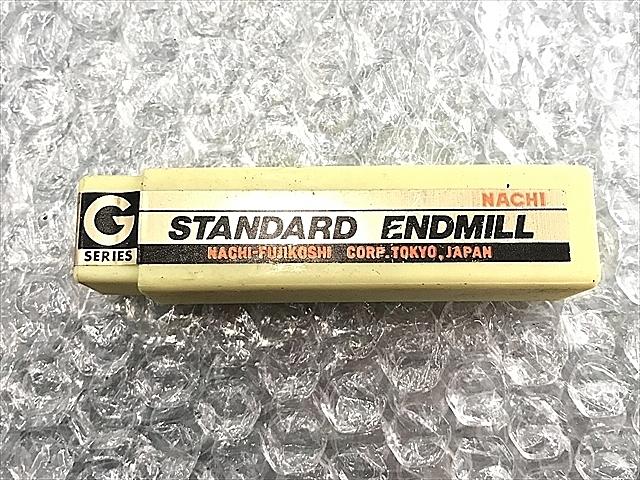 NACHI
G STANDARD ENDMILL
SERIES NACHI-FUJIKOSHI CORP.TOKYO,JAPAN